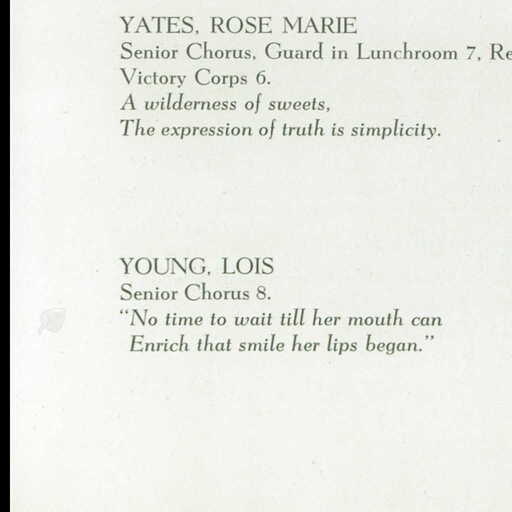 YATES, ROSE MARIE
Senior Chorus, Guard in Lunchroom 7, Re
Victory Corps 6.
A wilderness of sweets,
The expression of truth is simplicity.
YOUNG, LOIS
Senior Chorus 8.
“No time to wait till her mouth can
Enrich that smile her lips began.”